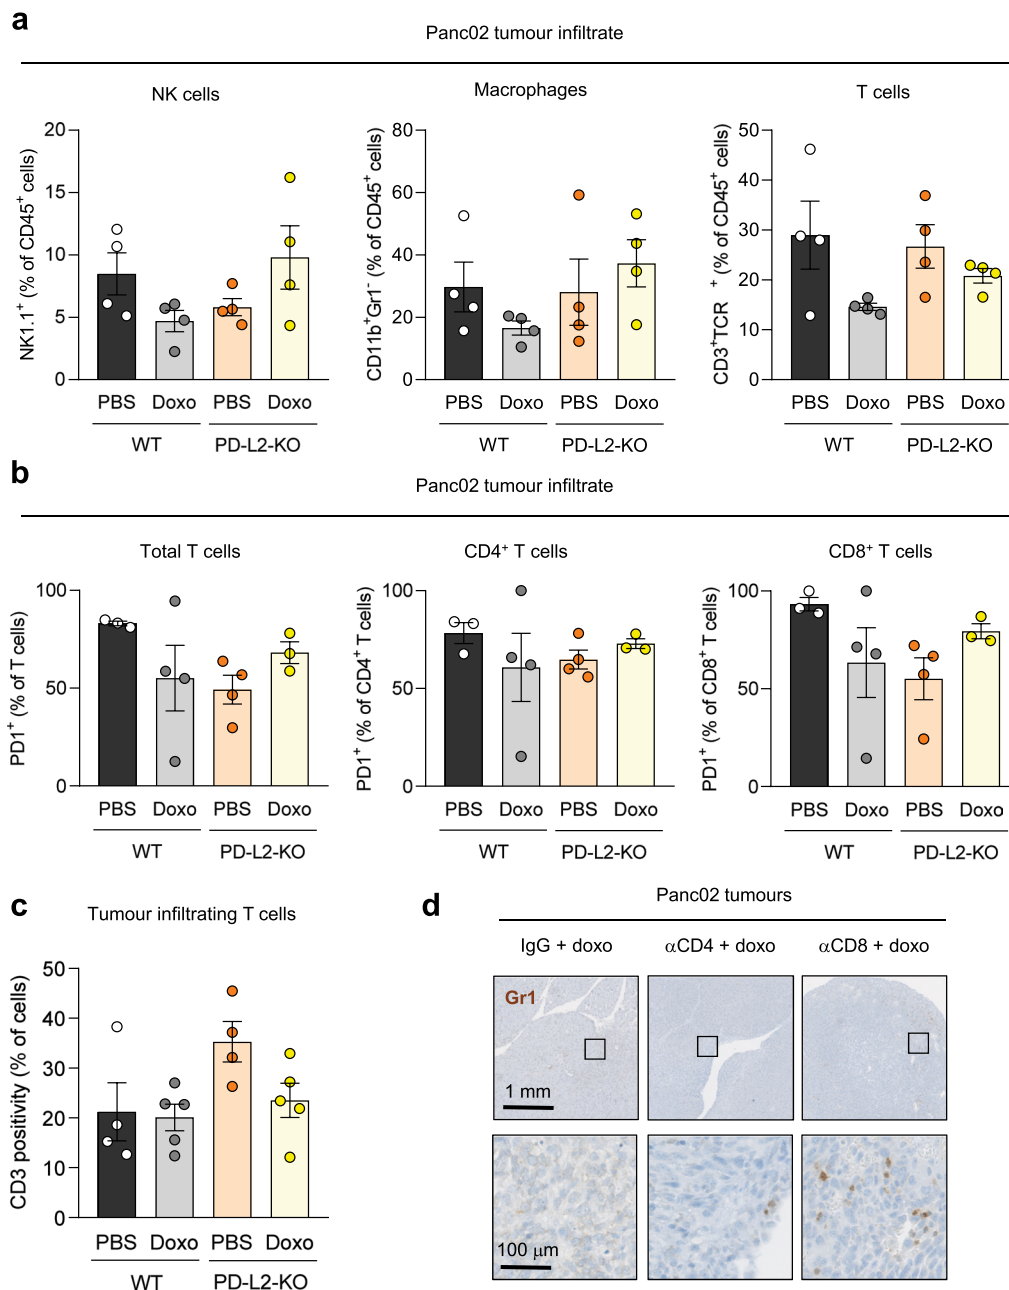 a
Panc02 tumour infiltrate
NK cells
Macrophages
T cells
NK1.1⁺ (% of CD45⁺ cells)
20
15
10
5
0
PBS Doxo PBS Doxo
WT PD-L2-KO
CD11b⁺Gr1⁻ (% of CD45⁺ cells)
80
60
40
20
0
PBS Doxo PBS Doxo
WT PD-L2-KO
CD3⁺TCR ⁺ (% of CD45⁺ cells)
50
40
30
20
10
0
PBS Doxo PBS Doxo
WT PD-L2-KO
b
Panc02 tumour infiltrate
Total T cells
CD4⁺ T cells
CD8⁺ T cells
PD1⁺ (% of T cells)
100
50
0
PBS Doxo PBS Doxo
WT PD-L2-KO
PD1⁺ (% of CD4⁺ T cells)
100
50
0
PBS Doxo PBS Doxo
WT PD-L2-KO
PD1⁺ (% of CD8⁺ T cells)
100
50
0
PBS Doxo PBS Doxo
WT PD-L2-KO
c
Tumour infiltrating T cells
CD3 positivity (% of cells)
50
40
30
20
10
0
PBS Doxo PBS Doxo
WT PD-L2-KO
d
Panc02 tumours
IgG + doxo
αCD4 + doxo
αCD8 + doxo
Gr1
1 mm
100 µm